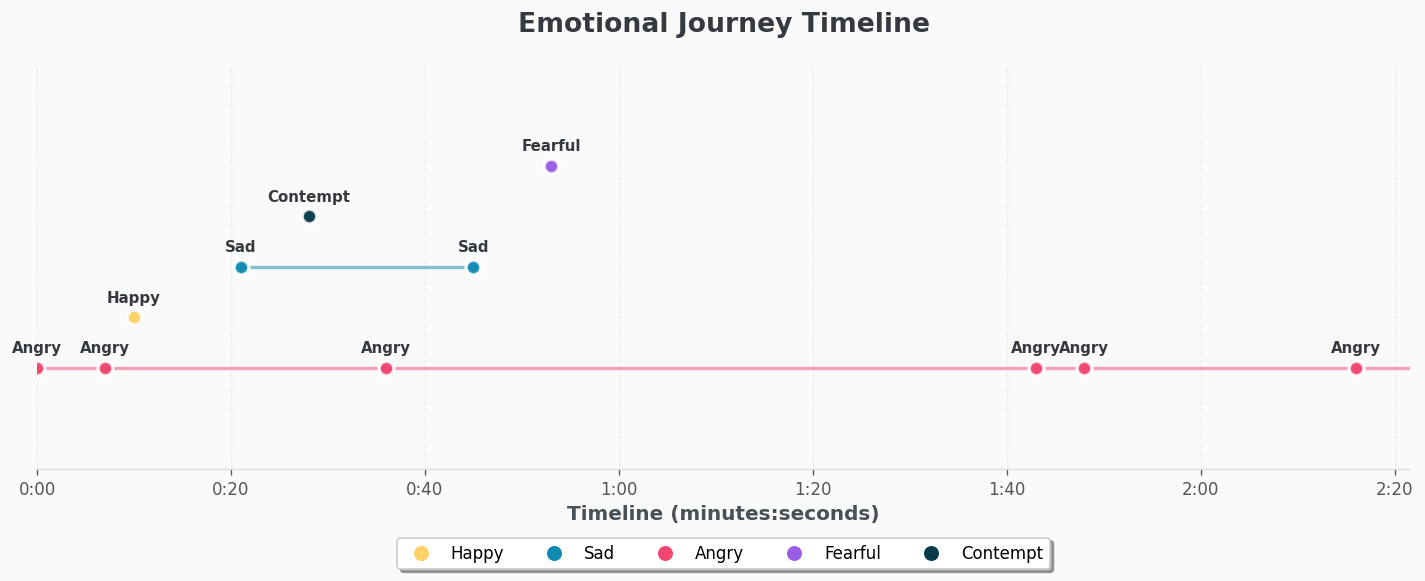 Emotional Journey Timeline
Fearful
Contempt
Sad Sad
Happy
Angry Angry Angry Angry Angry Angry
0:00 0:20 0:40 1:00 1:20 1:40 2:00 2:20
Timeline (minutes:seconds)
Happy Sad Angry Fearful Contempt